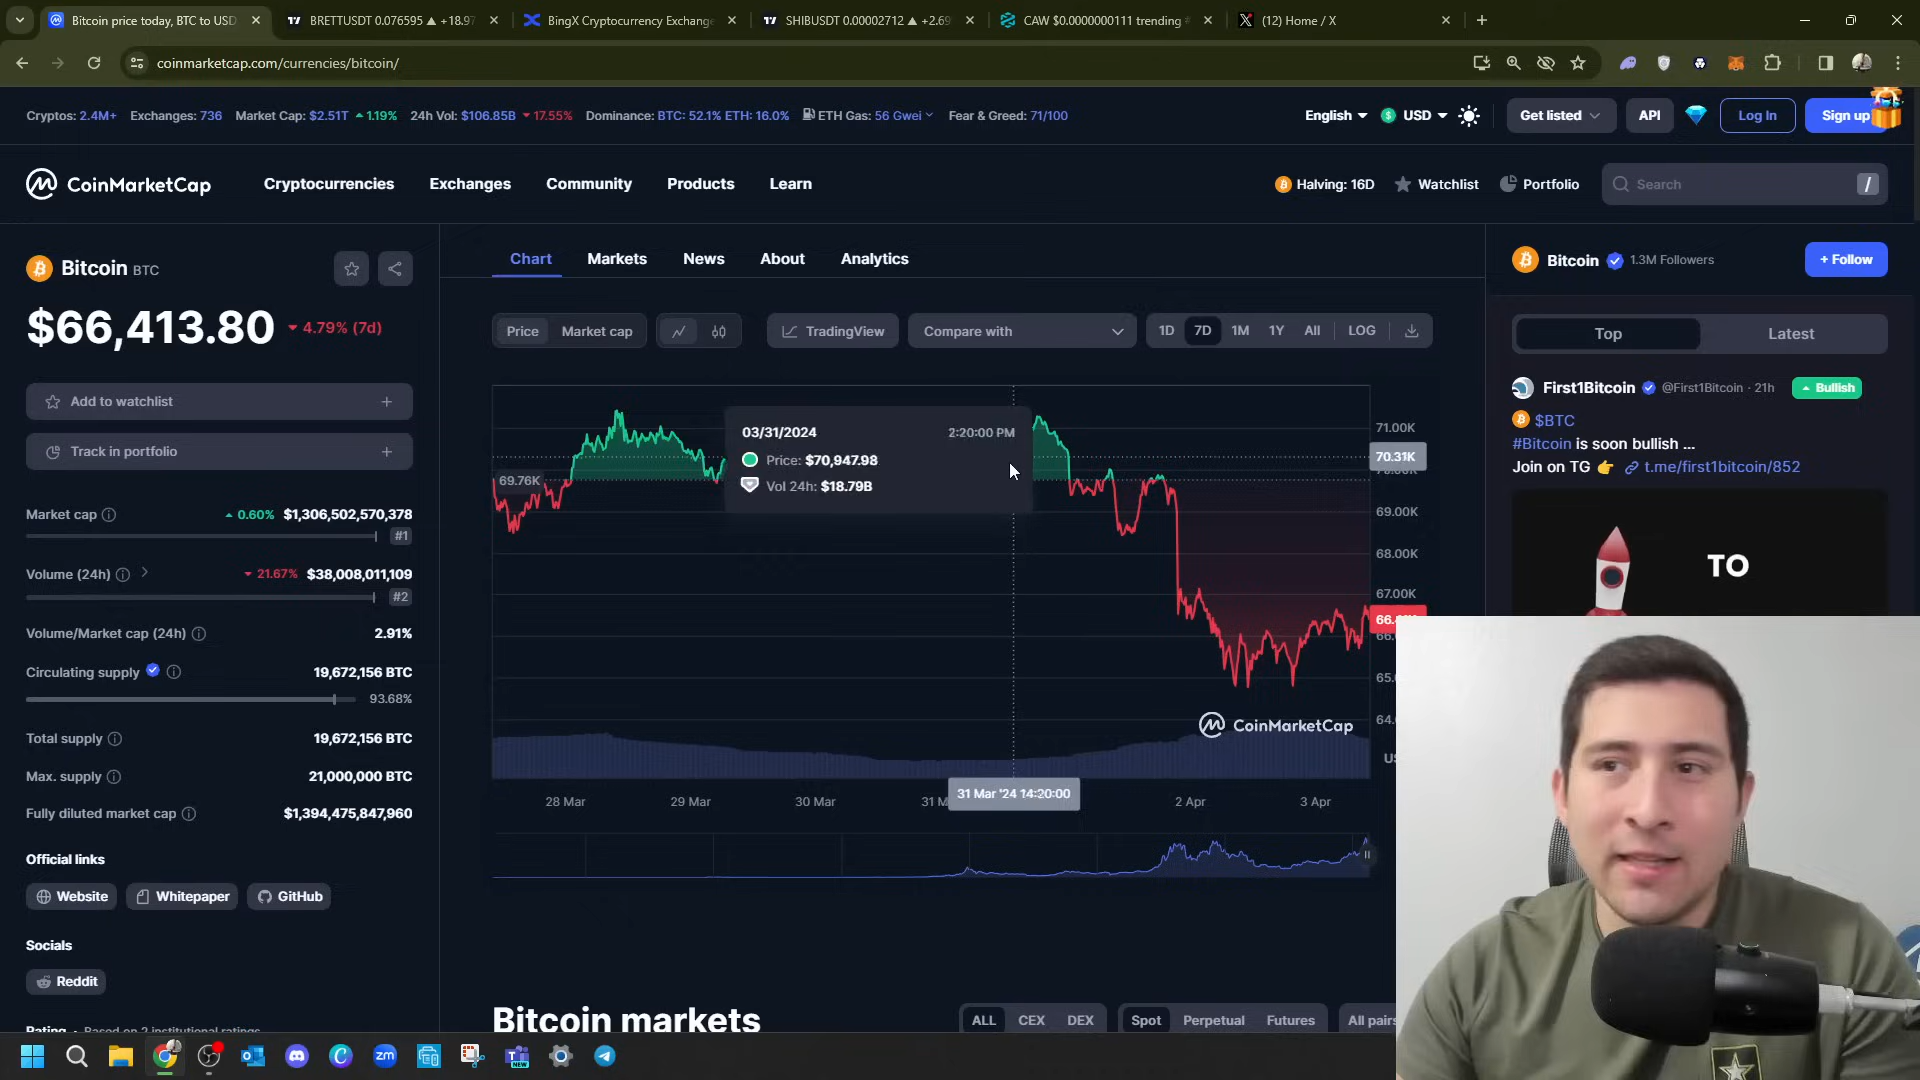 Bitcoin price today, BTC to USD
BRETTUSDT 0.076595 ▲ +18.97
BingX Cryptocurrency Exchange
SHIBUSDT 0.00002712 ▲ +2.69
CAW $0.0000000111 trending
(12) Home / X
coinmarketcap.com/currencies/bitcoin/
Cryptos: 2.4M+ Exchanges: 736 Market Cap: $2.51T 1.19% 24h Vol: $106.85B 17.55% Dominance: BTC: 52.1% ETH: 16.0% ETH Gas: 56 Gwei Fear & Greed: 71/100
English USD Get listed API Log In Sign up
CoinMarketCap Cryptocurrencies Exchanges Community Products Learn
Halving: 16D Watchlist Portfolio Search /
Bitcoin BTC
$66,413.80 4.79% (7d)
Add to watchlist +
Track in portfolio +
Market cap 0.60% $1,306,502,570,378
#1
Volume (24h) 21.67% $38,008,011,109
#2
Volume/Market cap (24h) 2.91%
Circulating supply 19,672,156 BTC
93.68%
Total supply 19,672,156 BTC
Max. supply 21,000,000 BTC
Fully diluted market cap $1,394,475,847,960
Official links
Website Whitepaper GitHub
Socials
Reddit
Rating · Based on 2 institutional ratings
Chart Markets News About Analytics
Price Market cap TradingView Compare with 1D 7D 1M 1Y All LOG
03/31/2024 2:20:00 PM
Price: $70,947.98
Vol 24h: $18.79B
69.76K
71.00K
70.31K
69.00K
68.00K
67.00K
CoinMarketCap
28 Mar 29 Mar 30 Mar 31 Mar '24 14:20:00 2 Apr 3 Apr
Bitcoin markets ALL CEX DEX Spot Perpetual Futures All pairs
Bitcoin 1.3M Followers + Follow
Top Latest
First1Bitcoin @First1Bitcoin · 21h Bullish
$BTC
#Bitcoin is soon bullish ...
Join on TG 👉 t.me/first1bitcoin/852
TO